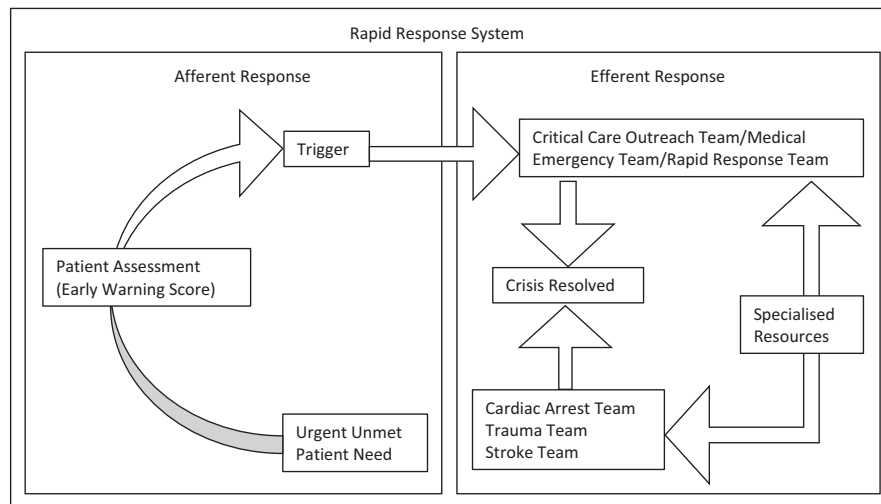 Rapid Response System
Afferent Response
Trigger
Patient Assessment
(Early Warning Score)
Urgent Unmet
Patient Need
Efferent Response
Critical Care Outreach Team/Medical
Emergency Team/Rapid Response Team
Crisis Resolved
Specialised
Resources
Cardiac Arrest Team
Trauma Team
Stroke Team